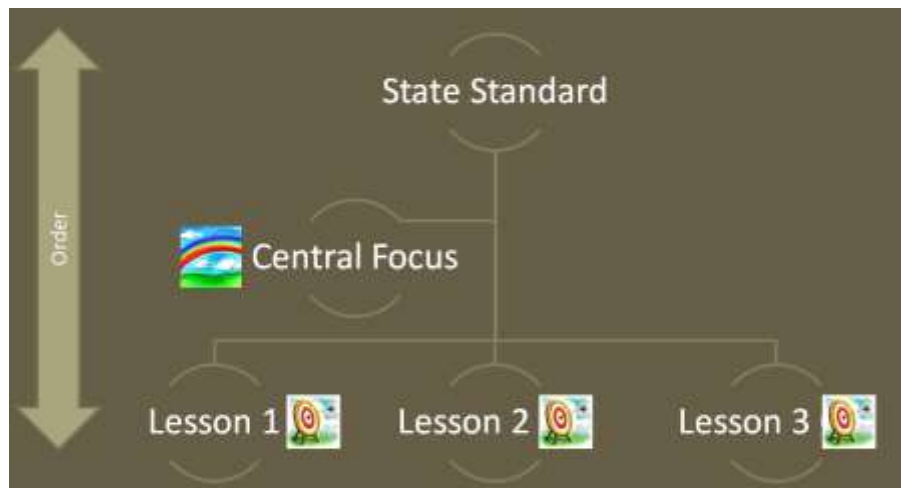 State Standard
Order
Central Focus
Lesson 1
Lesson 2
Lesson 3